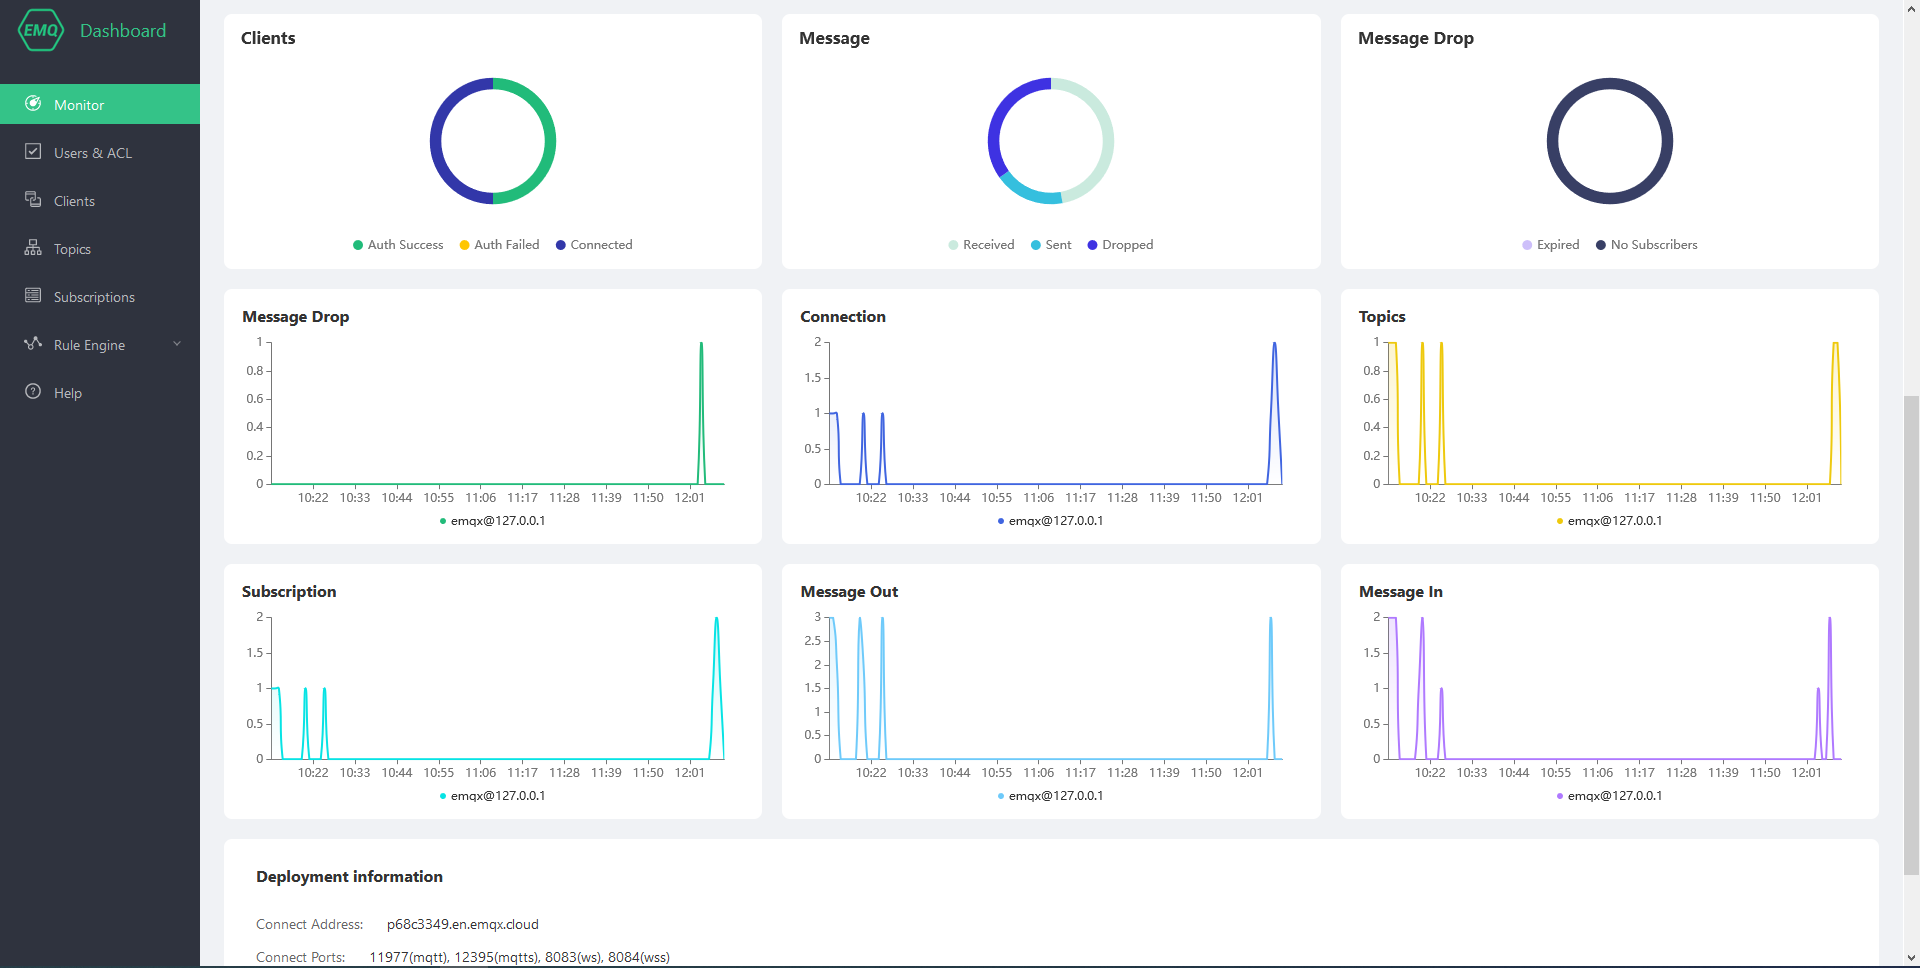 EMQ Dashboard
Monitor
Users & ACL
Clients
Topics
Subscriptions
Rule Engine
Help
Clients
Auth Success Auth Failed Connected
Message
Received Sent Dropped
Message Drop
Expired No Subscribers
Message Drop
1
0.8
0.6
0.4
0.2
0
10:22 10:33 10:44 10:55 11:06 11:17 11:28 11:39 11:50 12:01
emqx@127.0.0.1
Connection
2
1.5
1
0.5
0
10:22 10:33 10:44 10:55 11:06 11:17 11:28 11:39 11:50 12:01
emqx@127.0.0.1
Topics
1
0.8
0.6
0.4
0.2
0
10:22 10:33 10:44 10:55 11:06 11:17 11:28 11:39 11:50 12:01
emqx@127.0.0.1
Subscription
2
1.5
1
0.5
0
10:22 10:33 10:44 10:55 11:06 11:17 11:28 11:39 11:50 12:01
emqx@127.0.0.1
Message Out
3
2.5
2
1.5
1
0.5
0
10:22 10:33 10:44 10:55 11:06 11:17 11:28 11:39 11:50 12:01
emqx@127.0.0.1
Message In
2
1.5
1
0.5
0
10:22 10:33 10:44 10:55 11:06 11:17 11:28 11:39 11:50 12:01
emqx@127.0.0.1
Deployment information
Connect Address: p68c3349.en.emqx.cloud
Connect Ports: 11977(mqtt), 12395(mqtts), 8083(ws), 8084(wss)